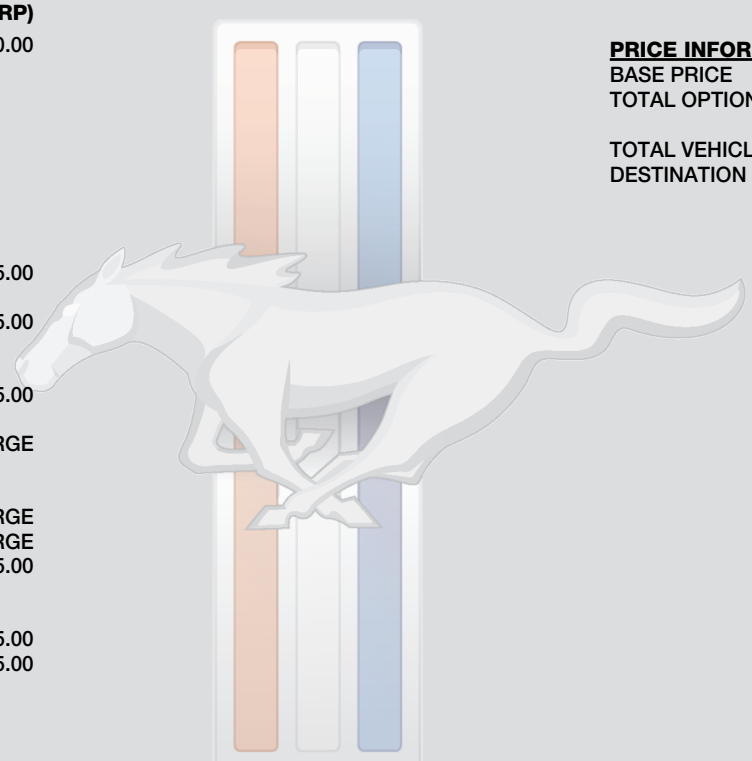 RP)
0.00
5.00
5.00
5.00
RGE
RGE
RGE
5.00
5.00
5.00
PRICE INFOR
BASE PRICE
TOTAL OPTION
TOTAL VEHICL
DESTINATION